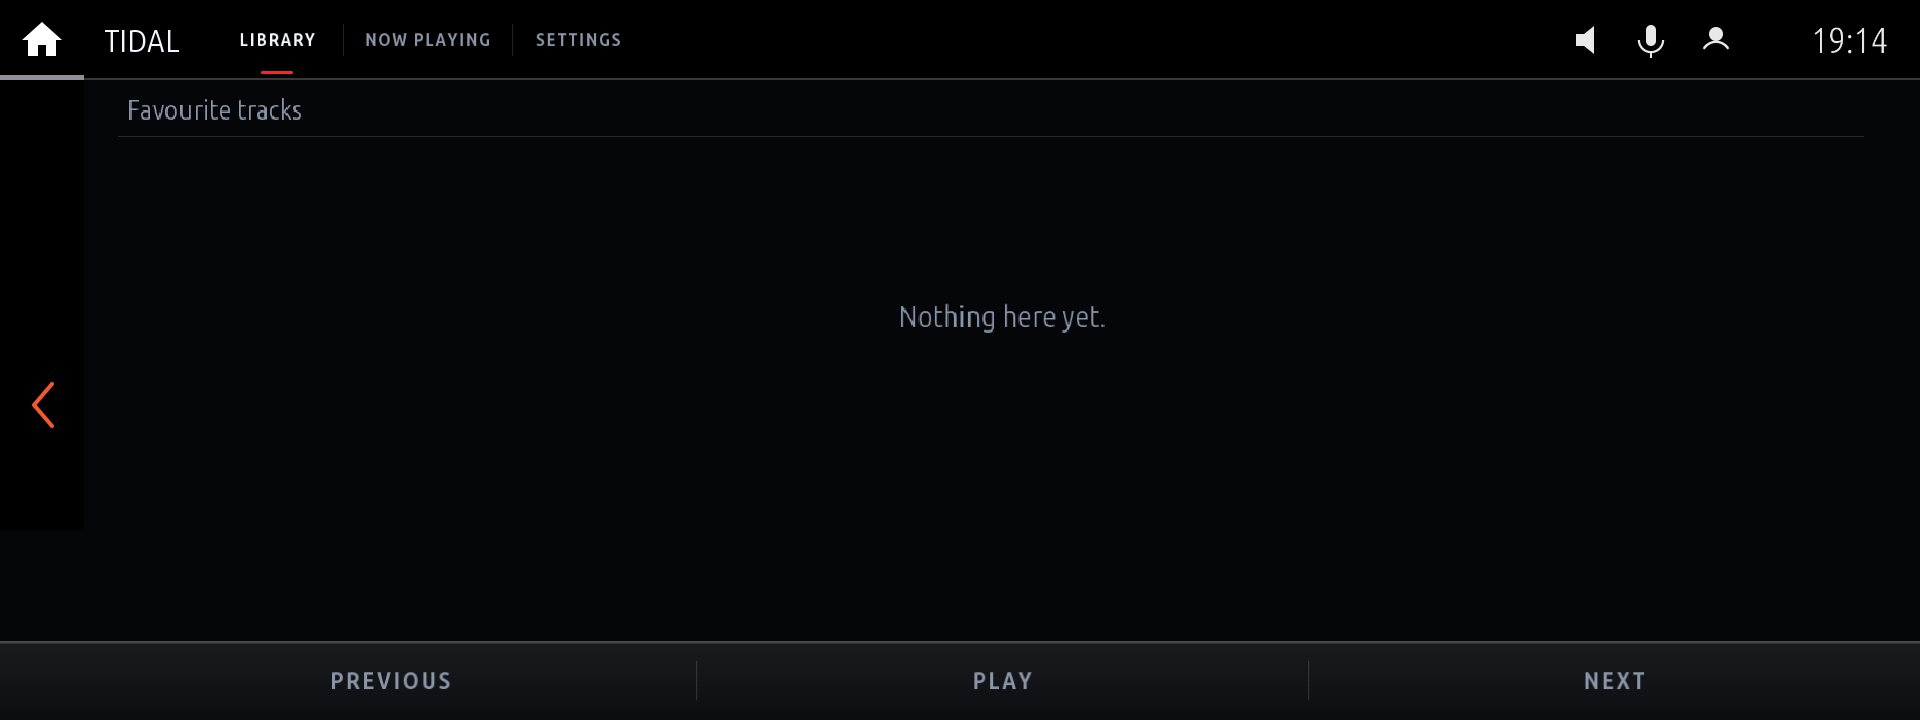 TIDAL
LIBRARY
NOW PLAYING
SETTINGS
19:14
Favourite tracks
Nothing here yet.
PREVIOUS
PLAY
NEXT